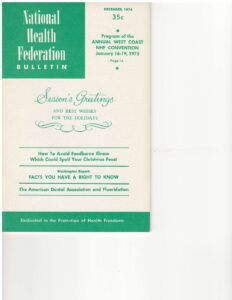 National
Health
Federation
BULLETIN
DECEMBER, 1974
35c
Program of the
ANNUAL WEST COAST
NHF CONVENTION
January 16-19, 1975
- Page 16
Season's Greetings
AND BEST WISHES
FOR THE HOLIDAYS
How To Avoid Foodborne Illness
Which Could Spoil Your Christmas Feast
Washington Report:
FACTS YOU HAVE A RIGHT TO KNOW
The American Dental Association and Fluoridation
Dedicated to the Protection of Health Freedoms